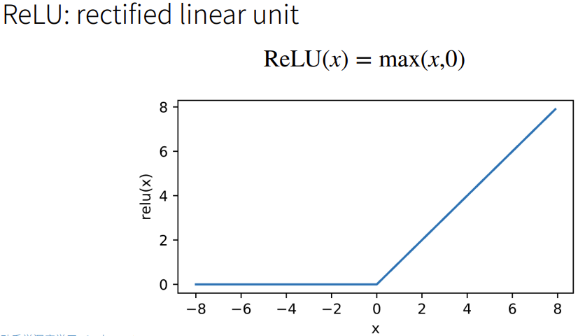 ReLU: rectified linear unit
ReLU(x) = max(x,0)
8
6
4
2
0
relu(x)
−8 −6 −4 −2 0 2 4 6 8
x